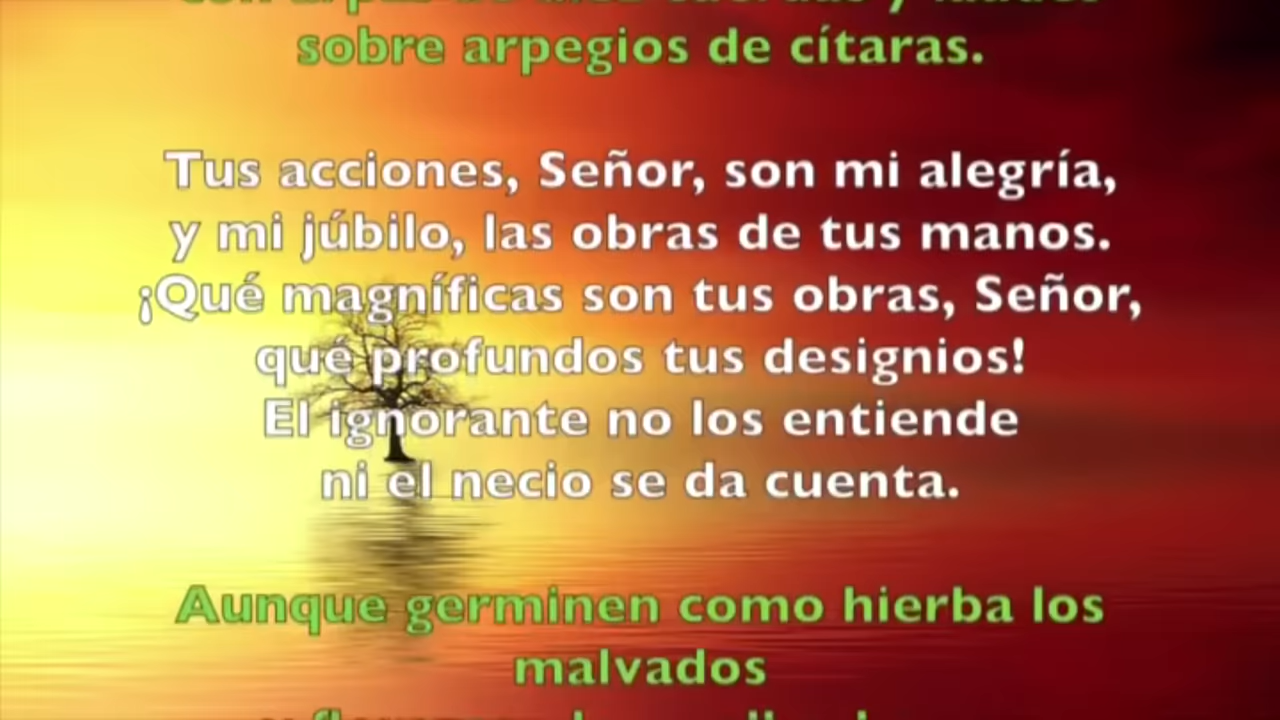 sobre arpegios de cítaras.
Tus acciones, Señor, son mi alegría,
y mi júbilo, las obras de tus manos.
¡Qué magníficas son tus obras, Señor,
qué profundos tus designios!
El ignorante no los entiende
ni el necio se da cuenta.
Aunque germinen como hierba los
malvados